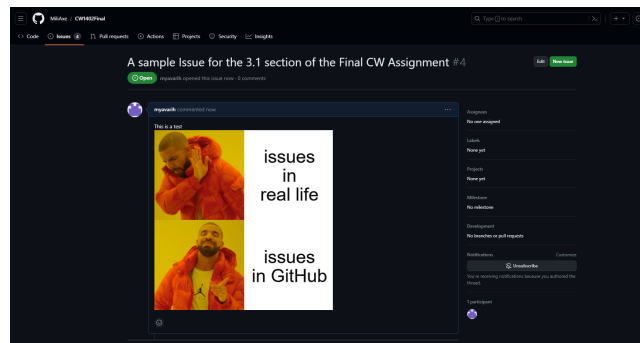 MiliAxe / CW1402Final
Type / to search
<> Code
Issues 4
Pull requests
Actions
Projects
Security
Insights
A sample Issue for the 3.1 section of the Final CW Assignment #4
Edit
New issue
Open
myavarih opened this issue now · 0 comments
myavarih commented now
This is a test
issues
in
real life
issues
in GitHub
Assignees
No one assigned
Labels
None yet
Projects
None yet
Milestone
No milestone
Development
No branches or pull requests
Notifications
Customize
Unsubscribe
You're receiving notifications because you authored the
thread.
1 participant